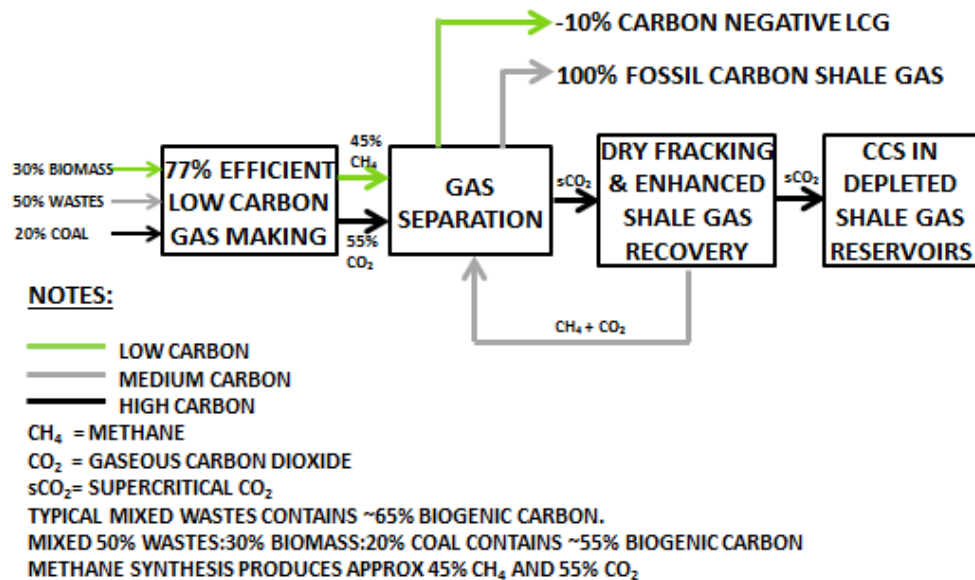 -10% CARBON NEGATIVE LCG
100% FOSSIL CARBON SHALE GAS
30% BIOMASS
50% WASTES
20% COAL
77% EFFICIENT
LOW CARBON
GAS MAKING
45%
CH₄
55%
CO₂
GAS
SEPARATION
sCO₂
DRY FRACKING
& ENHANCED
SHALE GAS
RECOVERY
sCO₂
CCS IN
DEPLETED
SHALE GAS
RESERVOIRS
CH₄ + CO₂
NOTES:
LOW CARBON
MEDIUM CARBON
HIGH CARBON
CH₄ = METHANE
CO₂ = GASEOUS CARBON DIOXIDE
sCO₂= SUPERCRITICAL CO₂
TYPICAL MIXED WASTES CONTAINS ~65% BIOGENIC CARBON.
MIXED 50% WASTES:30% BIOMASS:20% COAL CONTAINS ~55% BIOGENIC CARBON
METHANE SYNTHESIS PRODUCES APPROX 45% CH₄ AND 55% CO₂